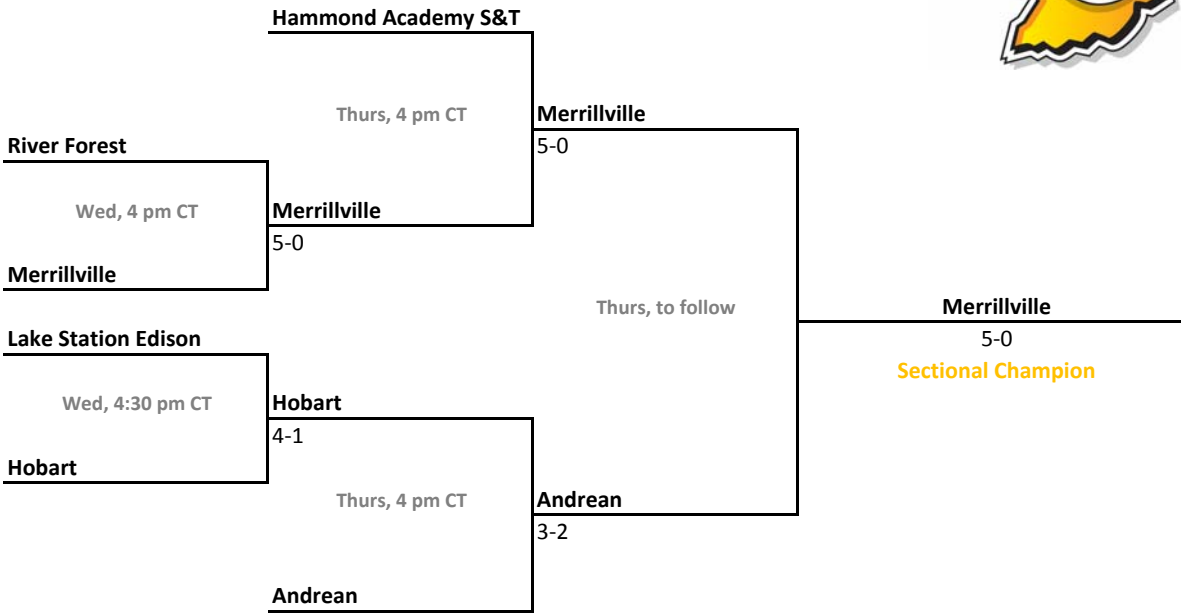 Hammond Academy S&T
Thurs, 4 pm CT
Merrillville
5-0
River Forest
Wed, 4 pm CT
Merrillville
5-0
Merrillville
Thurs, to follow
Merrillville
5-0
Sectional Champion
Lake Station Edison
Wed, 4:30 pm CT
Hobart
4-1
Hobart
Thurs, 4 pm CT
Andrean
3-2
Andrean